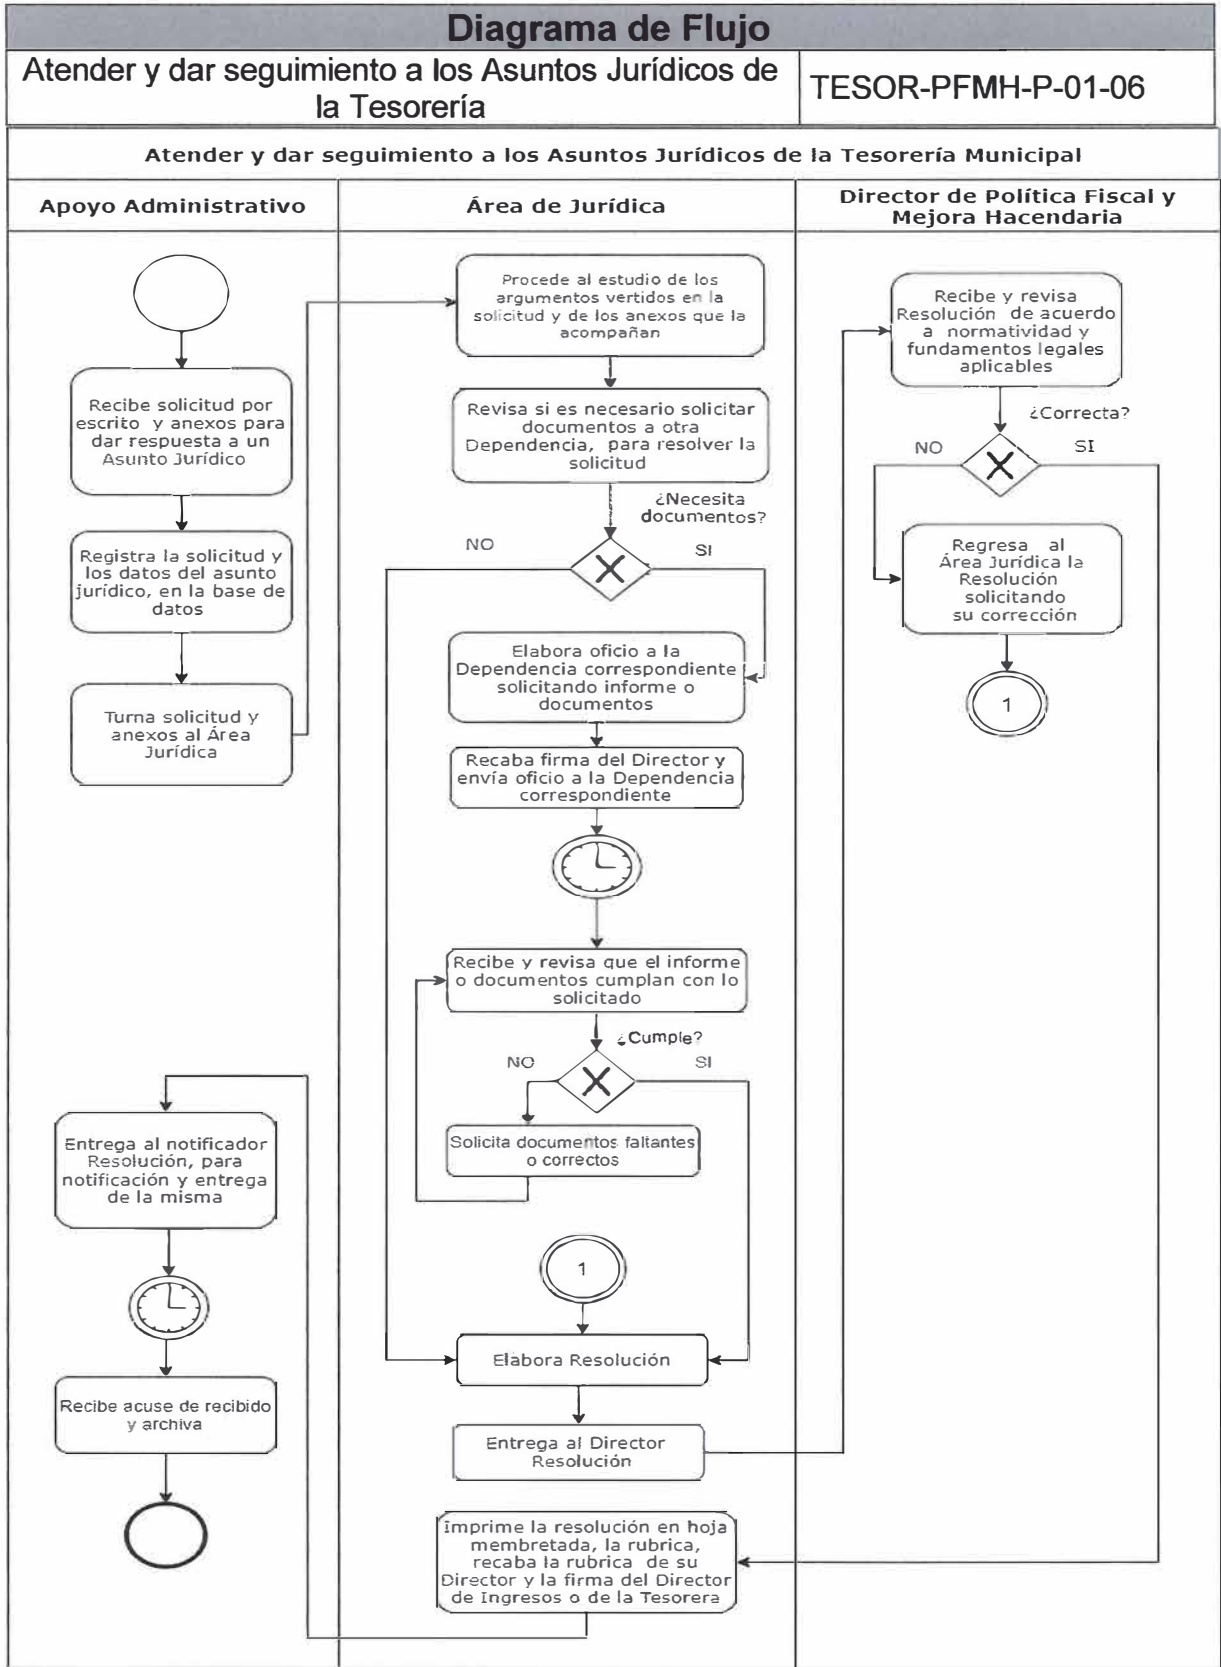 Diagrama de Flujo
Atender y dar seguimiento a los Asuntos Jurídicos de
la Tesorería
TESOR-PFMH-P-01-06
Atender y dar seguimiento a los Asuntos Jurídicos de la Tesorería Municipal
Apoyo Administrativo
Recibe solicitud por
escrito y anexos para
dar respuesta a un
Asunto Jurídico
Registra la solicitud y
los datos del asunto
jurídico, en la base de
datos
Turna solicitud y
anexos al Área
Jurídica
Entrega al notificador
Resolución, para
notificación y entrega
de la misma
Recibe acuse de recibido
y archiva
Área de Jurídica
Procede al estudio de los
argumentos vertidos en la
solicitud y de los anexos que la
acompañan
Revisa si es necesario solicitar
documentos a otra
Dependencia, para resolver la
solicitud
¿Necesita
documentos?
NO
SI
Elabora oficio a la
Dependencia correspondiente
solicitando informe o
documentos
Recaba firma del Director y
envía oficio a la Dependencia
correspondiente
Recibe y revisa que el informe
o documentos cumplan con lo
solicitado
¿Cumple?
NO
SI
Solicita documentos faltantes
o correctos
1
Elabora Resolución
Entrega al Director
Resolución
Imprime la resolución en hoja
membretada, la rubrica,
recaba la rubrica de su
Director y la firma del Director
de Ingresos o de la Tesorera
Director de Política Fiscal y
Mejora Hacendaria
Recibe y revisa
Resolución de acuerdo
a normatividad y
fundamentos legales
aplicables
¿Correcta?
NO
SI
Regresa al
Área Jurídica la
Resolución
solicitando
su corrección
1